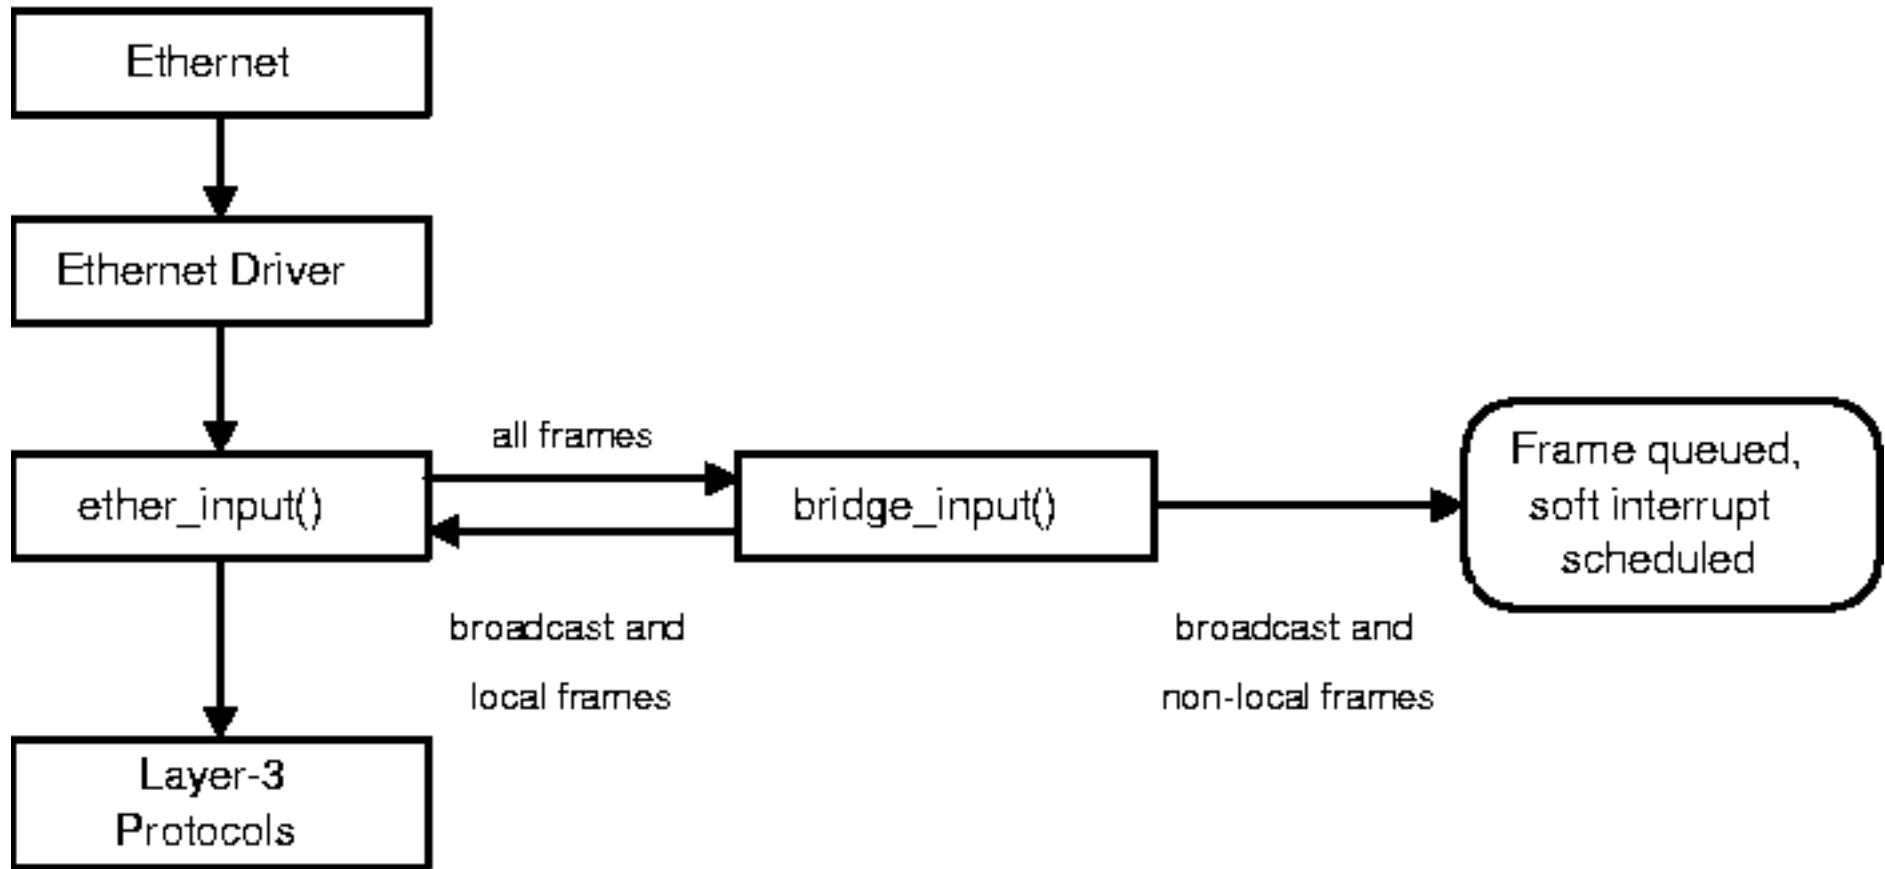 Ethernet
Ethernet Driver
all frames
ether_input()
bridge_input()
Frame queued,
soft interrupt
scheduled
broadcast and
local frames
broadcast and
non-local frames
Layer-3
Protocols